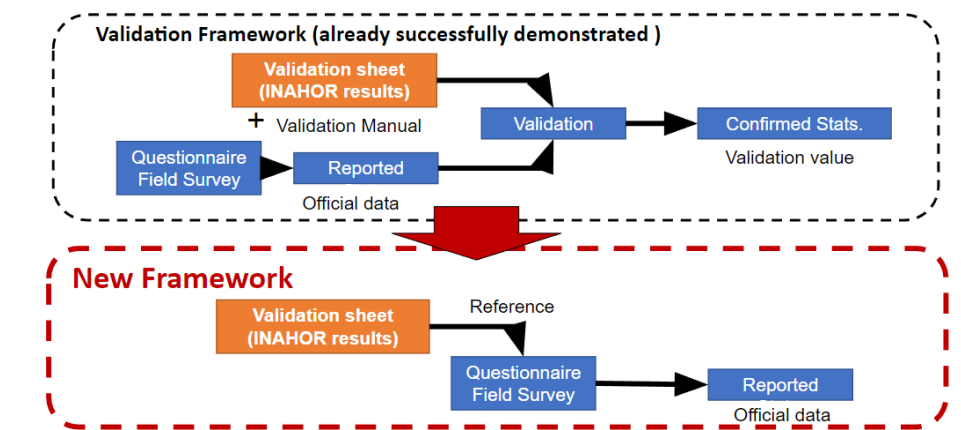 Validation Framework (already successfully demonstrated )
Validation sheet
(INAHOR results)
+ Validation Manual
Questionnaire
Field Survey
Reported
Official data
Validation
Confirmed Stats.
Validation value
New Framework
Validation sheet
(INAHOR results)
Reference
Questionnaire
Field Survey
Reported
Official data